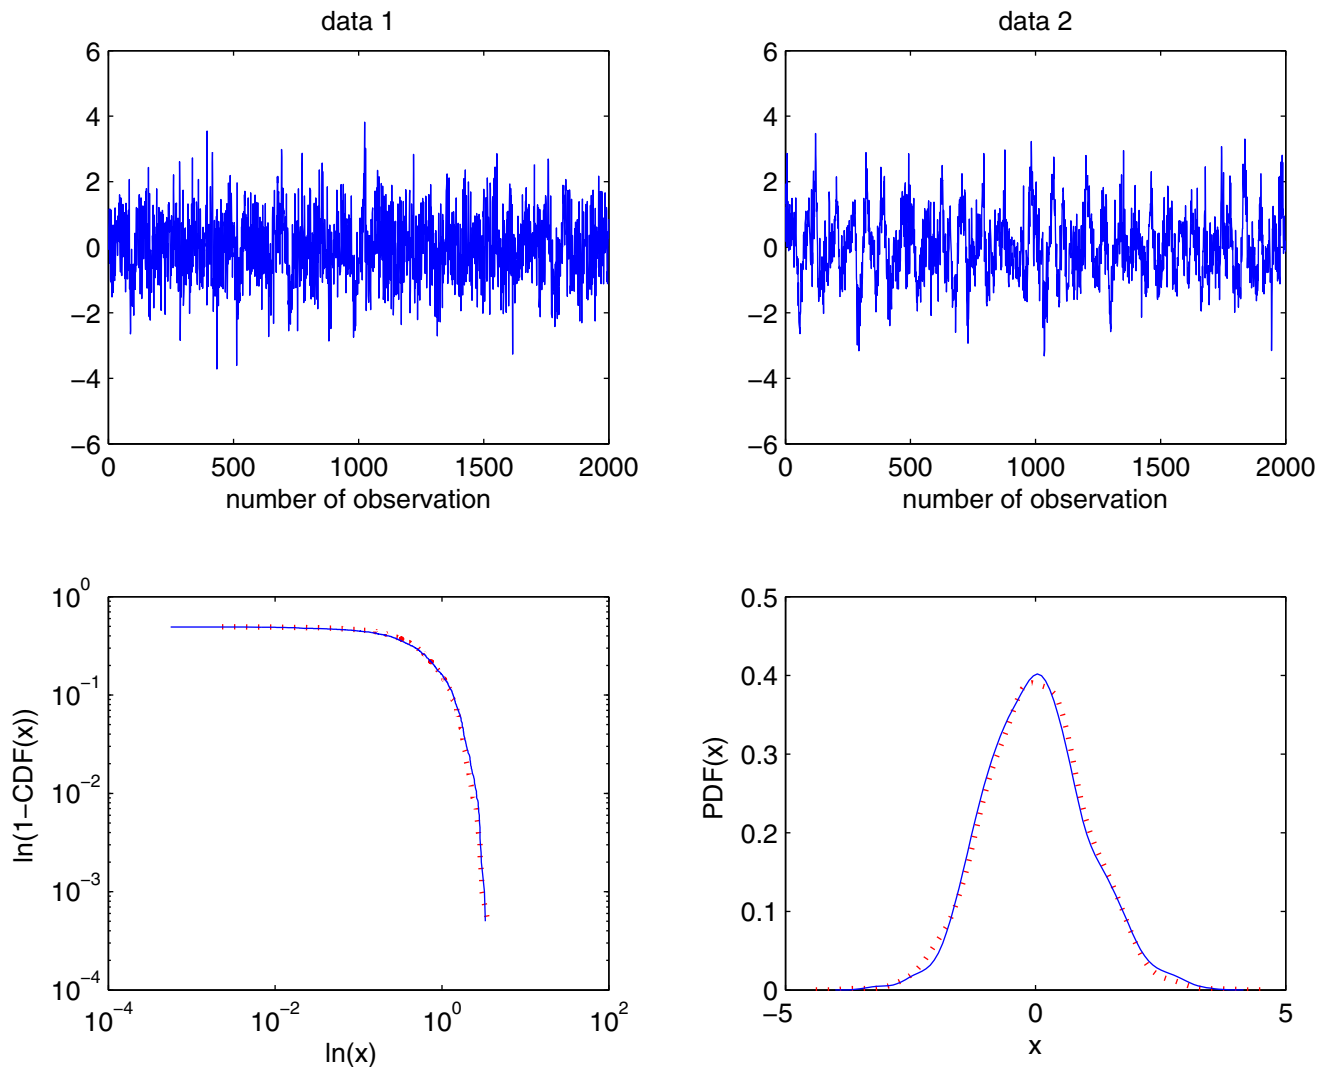 data 1
6
4
2
0
−2
−4
−6
0 500 1000 1500 2000
number of observation
data 2
6
4
2
0
−2
−4
−6
0 500 1000 1500 2000
number of observation
ln(1−CDF(x))
10^0
10^−1
10^−2
10^−3
10^−4
10^−4 10^−2 10^0 10^2
ln(x)
PDF(x)
0.5
0.4
0.3
0.2
0.1
0
−5 0 5
x